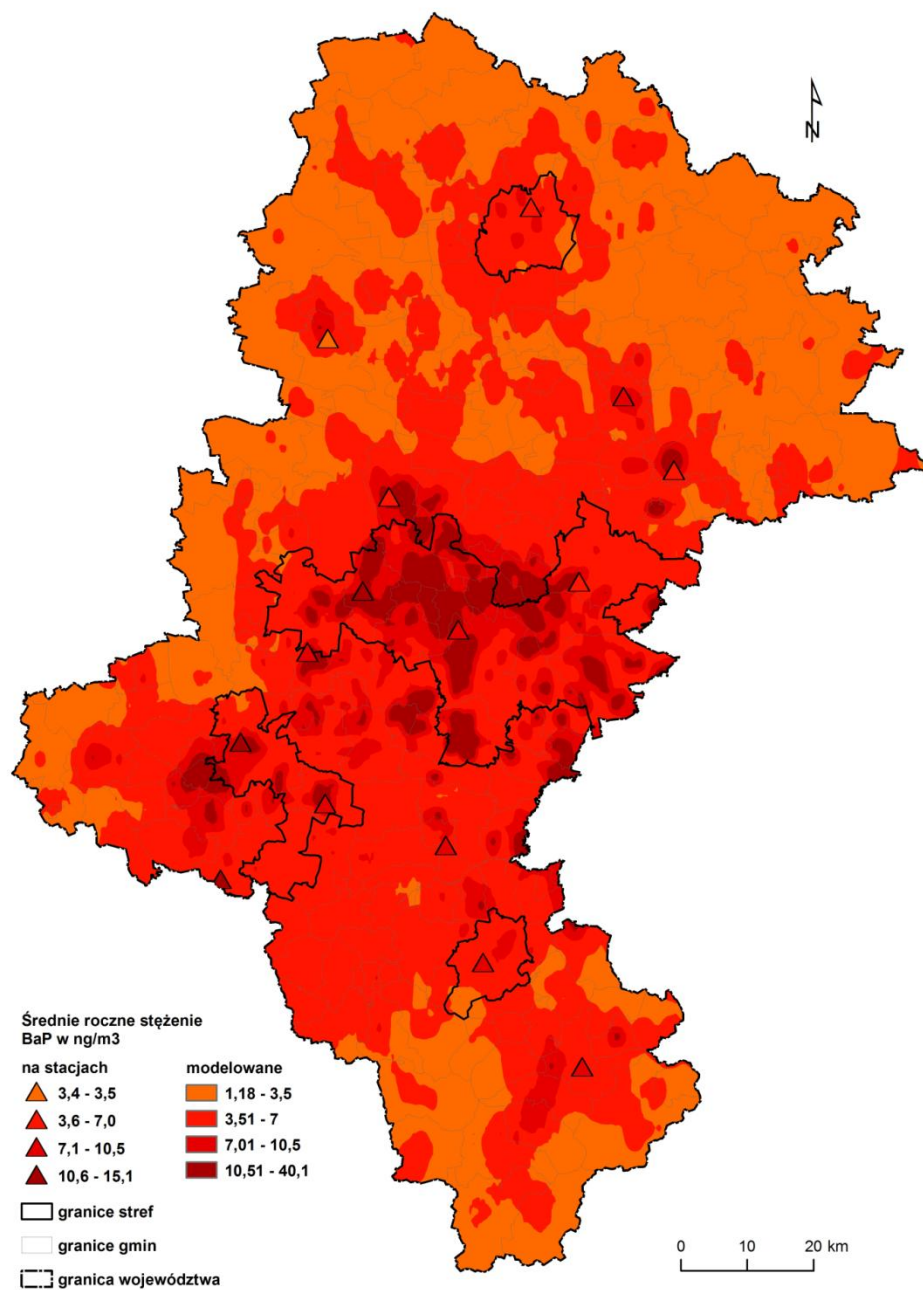 N
Średnie roczne stężenie
BaP w ng/m3
na stacjach
3,4 - 3,5
3,6 - 7,0
7,1 - 10,5
10,6 - 15,1
modelowane
1,18 - 3,5
3,51 - 7
7,01 - 10,5
10,51 - 40,1
granice stref
granice gmin
granica województwa
0 10 20 km